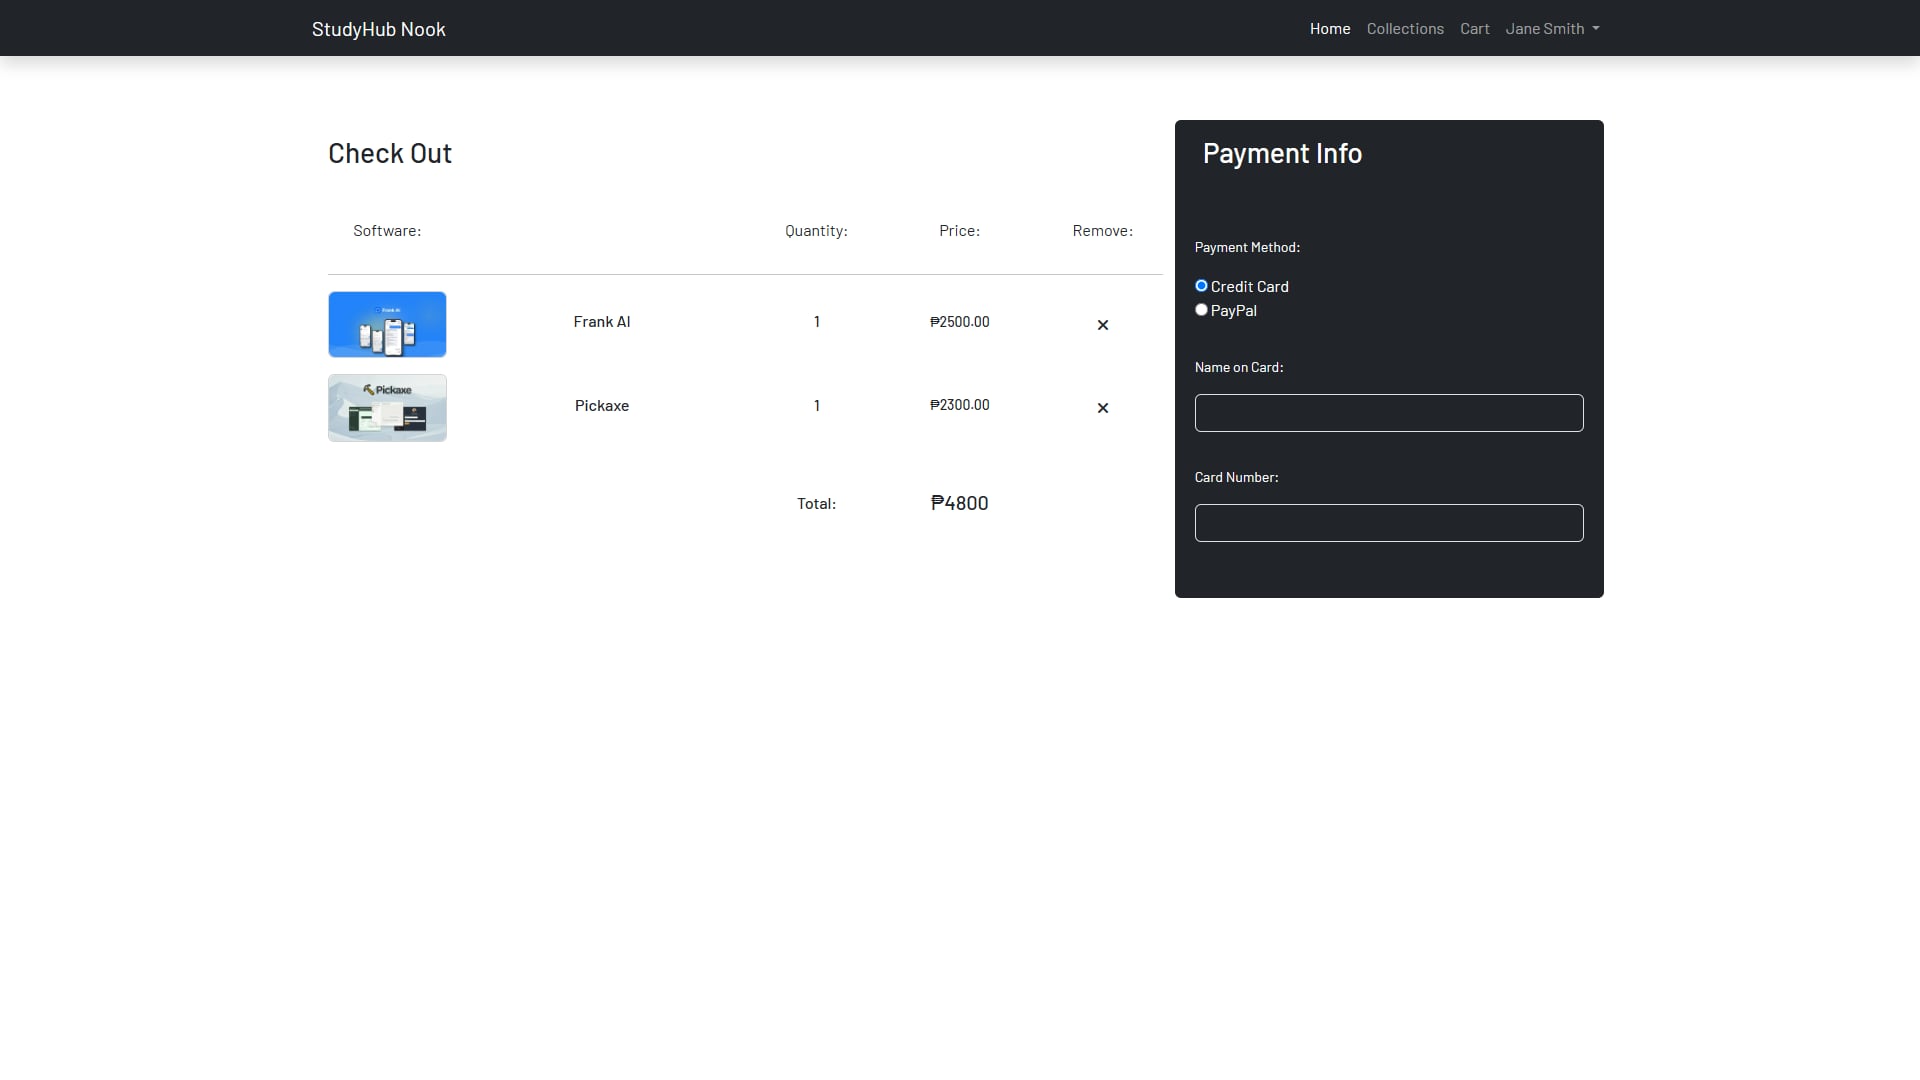 StudyHub Nook
Home Collections Cart Jane Smith
Check Out
Software: Quantity: Price: Remove:
Frank AI
Frank AI 1 ₱2500.00 ×
Pickaxe
Pickaxe 1 ₱2300.00 ×
Total: ₱4800
Payment Info
Payment Method:
Credit Card
PayPal
Name on Card:
Card Number: